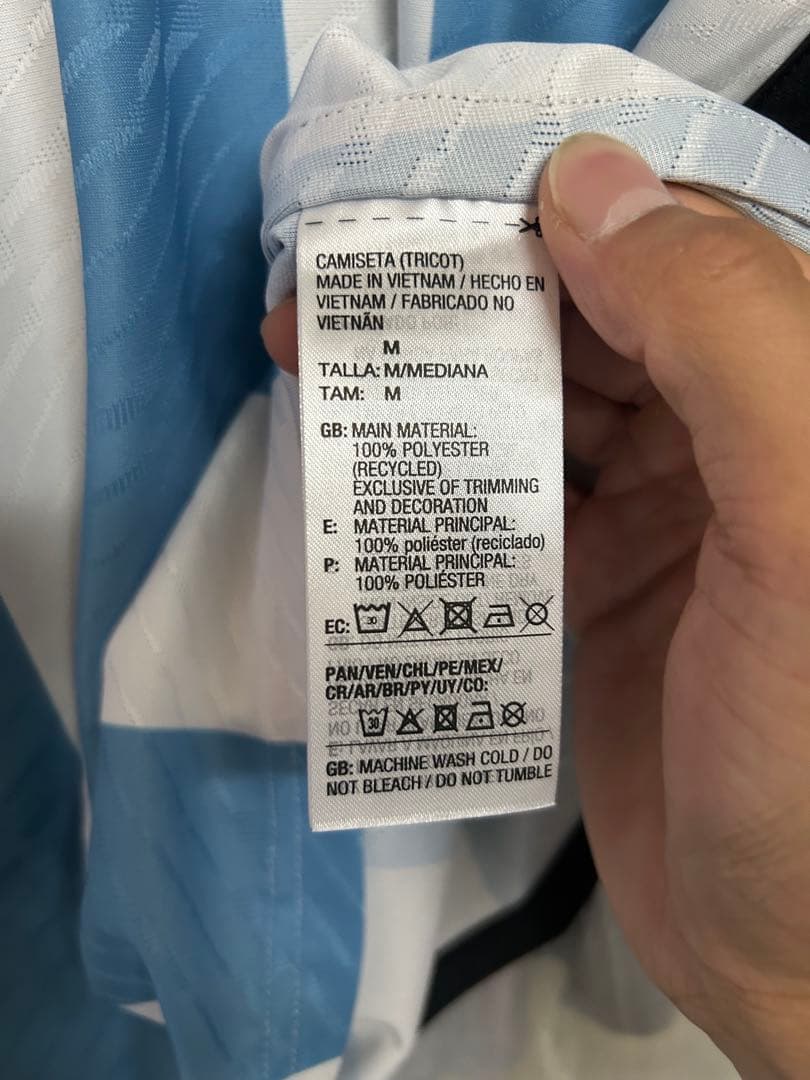 CAMISETA (TRICOT)
MADE IN VIETNAM / HECHO EN
VIETNAM / FABRICADO NO
VIETNÃN
M
TALLA: M/MEDIANA
TAM: M
GB: MAIN MATERIAL:
100% POLYESTER
(RECYCLED)
EXCLUSIVE OF TRIMMING
AND DECORATION
E: MATERIAL PRINCIPAL:
100% poliéster (reciclado)
P: MATERIAL PRINCIPAL:
100% POLIÉSTER
EC: 30
PAN/VEN/CHL/PE/MEX/
CR/AR/BR/PY/UY/CO:
30
GB: MACHINE WASH COLD / DO
NOT BLEACH / DO NOT TUMBLE